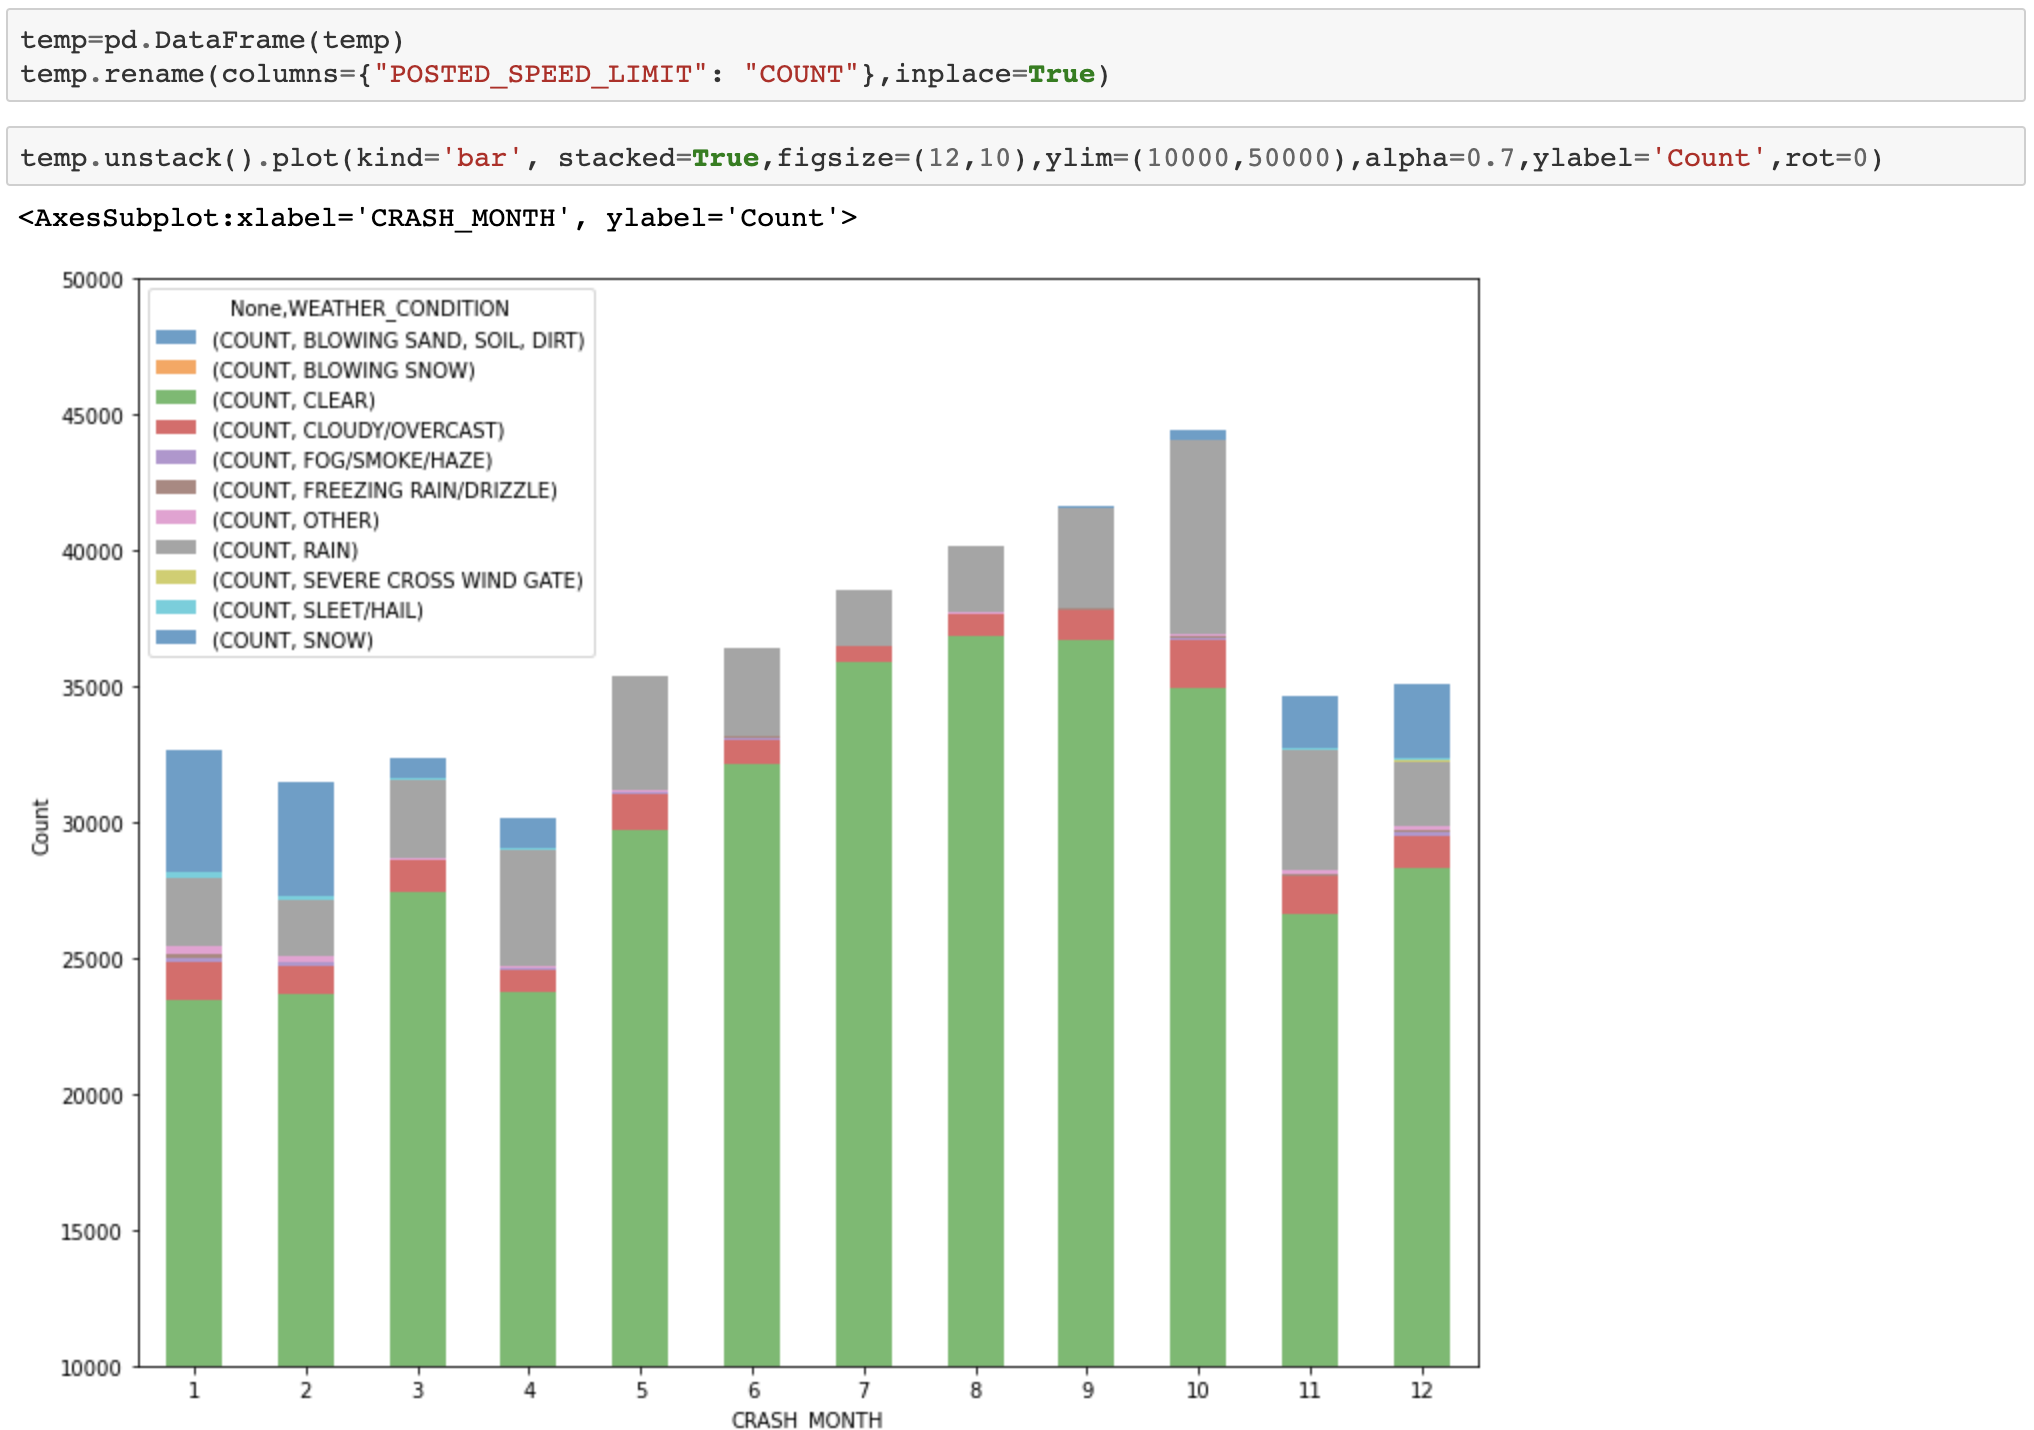 temp=pd.DataFrame(temp)
temp.rename(columns={"POSTED_SPEED_LIMIT": "COUNT"},inplace=True)
temp.unstack().plot(kind='bar', stacked=True,figsize=(12,10),ylim=(10000,50000),alpha=0.7,ylabel='Count',rot=0)
<AxesSubplot:xlabel='CRASH_MONTH', ylabel='Count'>
None,WEATHER_CONDITION
(COUNT, BLOWING SAND, SOIL, DIRT)
(COUNT, BLOWING SNOW)
(COUNT, CLEAR)
(COUNT, CLOUDY/OVERCAST)
(COUNT, FOG/SMOKE/HAZE)
(COUNT, FREEZING RAIN/DRIZZLE)
(COUNT, OTHER)
(COUNT, RAIN)
(COUNT, SEVERE CROSS WIND GATE)
(COUNT, SLEET/HAIL)
(COUNT, SNOW)
50000
45000
40000
35000
30000
25000
20000
15000
10000
Count
1 2 3 4 5 6 7 8 9 10 11 12
CRASH MONTH